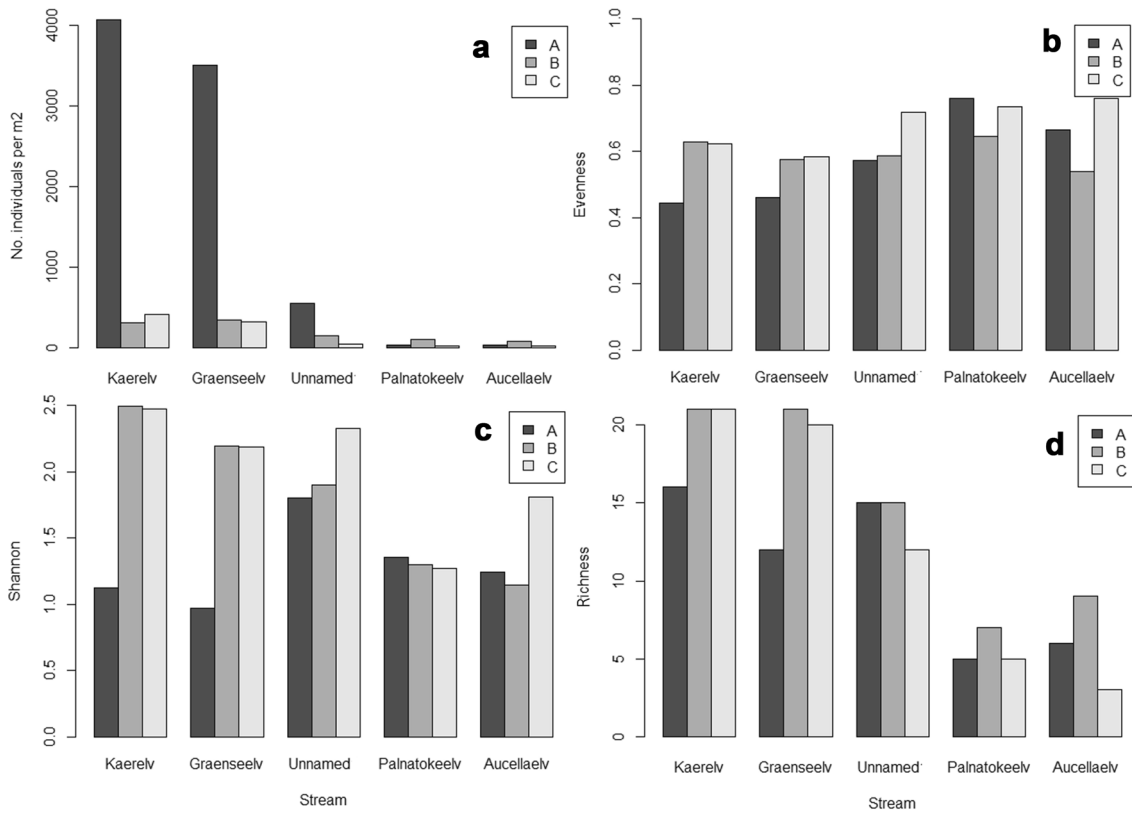 a
A
B
C
No. individuals per m2
4000
3000
2000
1000
0
Kaerelv Graenseelv Unnamed Palnatokeelv Aucellaelv
b
A
B
C
Evenness
1.0
0.8
0.6
0.4
0.2
0.0
Kaerelv Graenseelv Unnamed Palnatokeelv Aucellaelv
c
A
B
C
Shannon
2.5
2.0
1.5
1.0
0.5
0.0
Kaerelv Graenseelv Unnamed Palnatokeelv Aucellaelv
Stream
d
A
B
C
Richness
20
15
10
5
0
Kaerelv Graenseelv Unnamed Palnatokeelv Aucellaelv
Stream